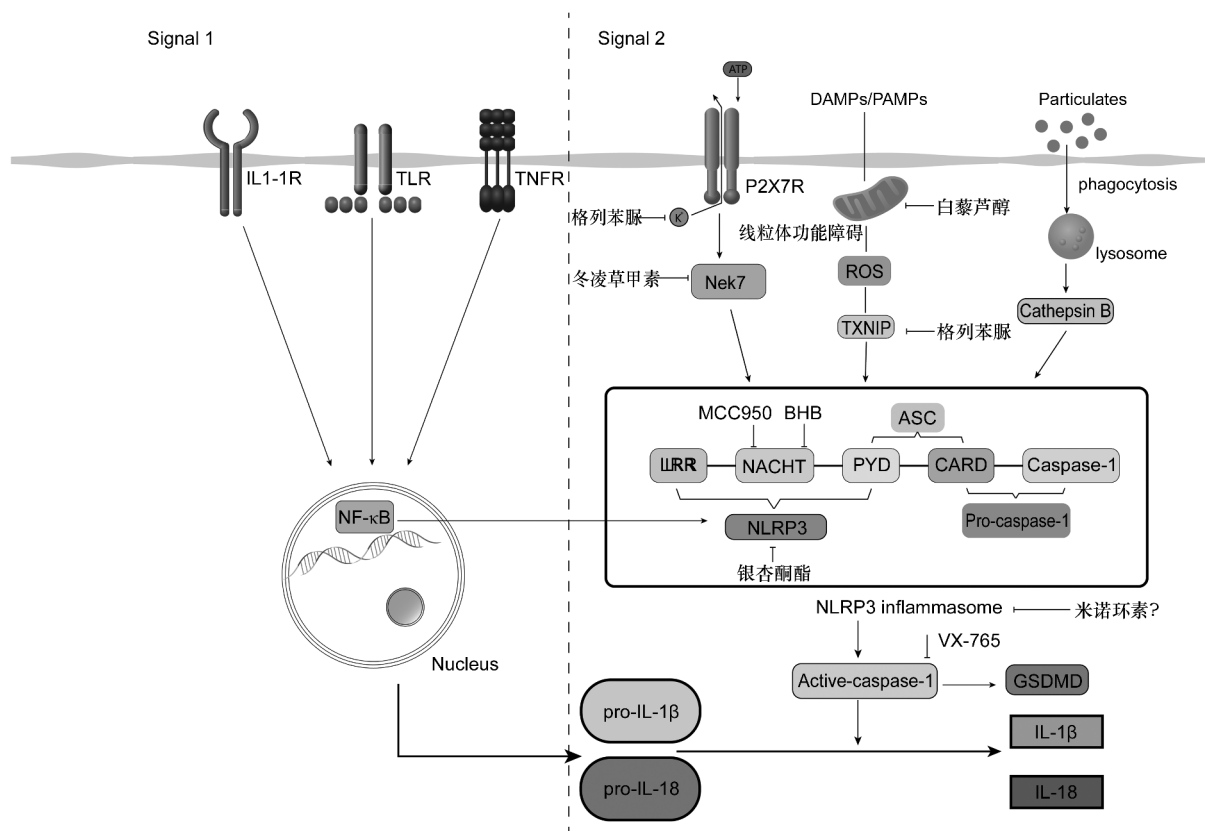 Signal 1
Signal 2
ATP
DAMPs/PAMPs
Particulates
IL1-1R
TLR
TNFR
P2X7R
phagocytosis
格列苯脲
K
白藜芦醇
线粒体功能障碍
lysosome
冬凌草甲素
Nek7
ROS
Cathepsin B
TXNIP
格列苯脲
MCC950
BHB
ASC
LRR
NACHT
PYD
CARD
Caspase-1
NF-κB
NLRP3
Pro-caspase-1
银杏酮酯
NLRP3 inflammasome
米诺环素?
VX-765
Nucleus
Active-caspase-1
GSDMD
pro-IL-1β
IL-1β
pro-IL-18
IL-18